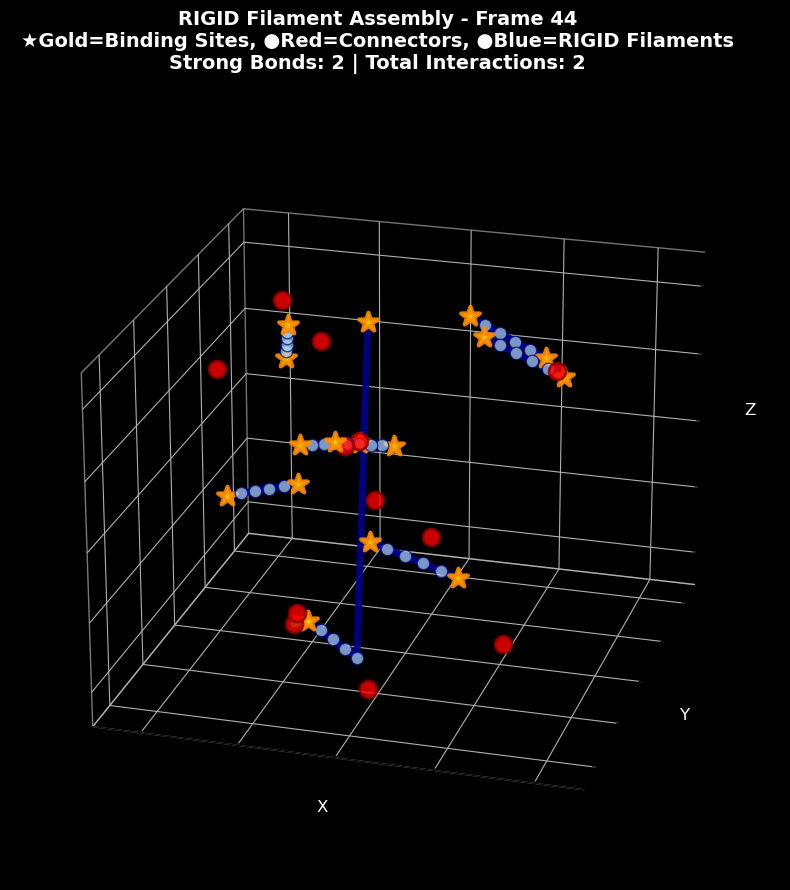 RIGID Filament Assembly - Frame 44
★Gold=Binding Sites, ●Red=Connectors, ●Blue=RIGID Filaments
Strong Bonds: 2 | Total Interactions: 2
Z
Y
X